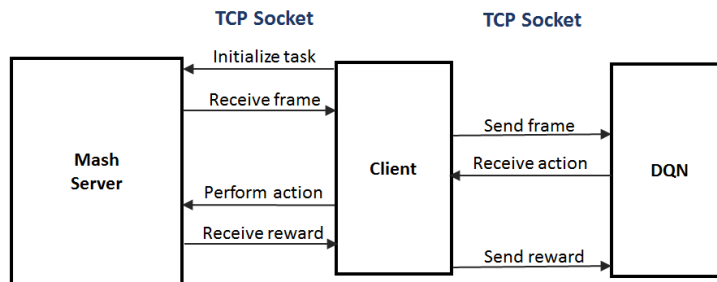 TCP Socket
TCP Socket
Initialize task
Receive frame
Send frame
Mash
Server
Client
Receive action
DQN
Perform action
Receive reward
Send reward